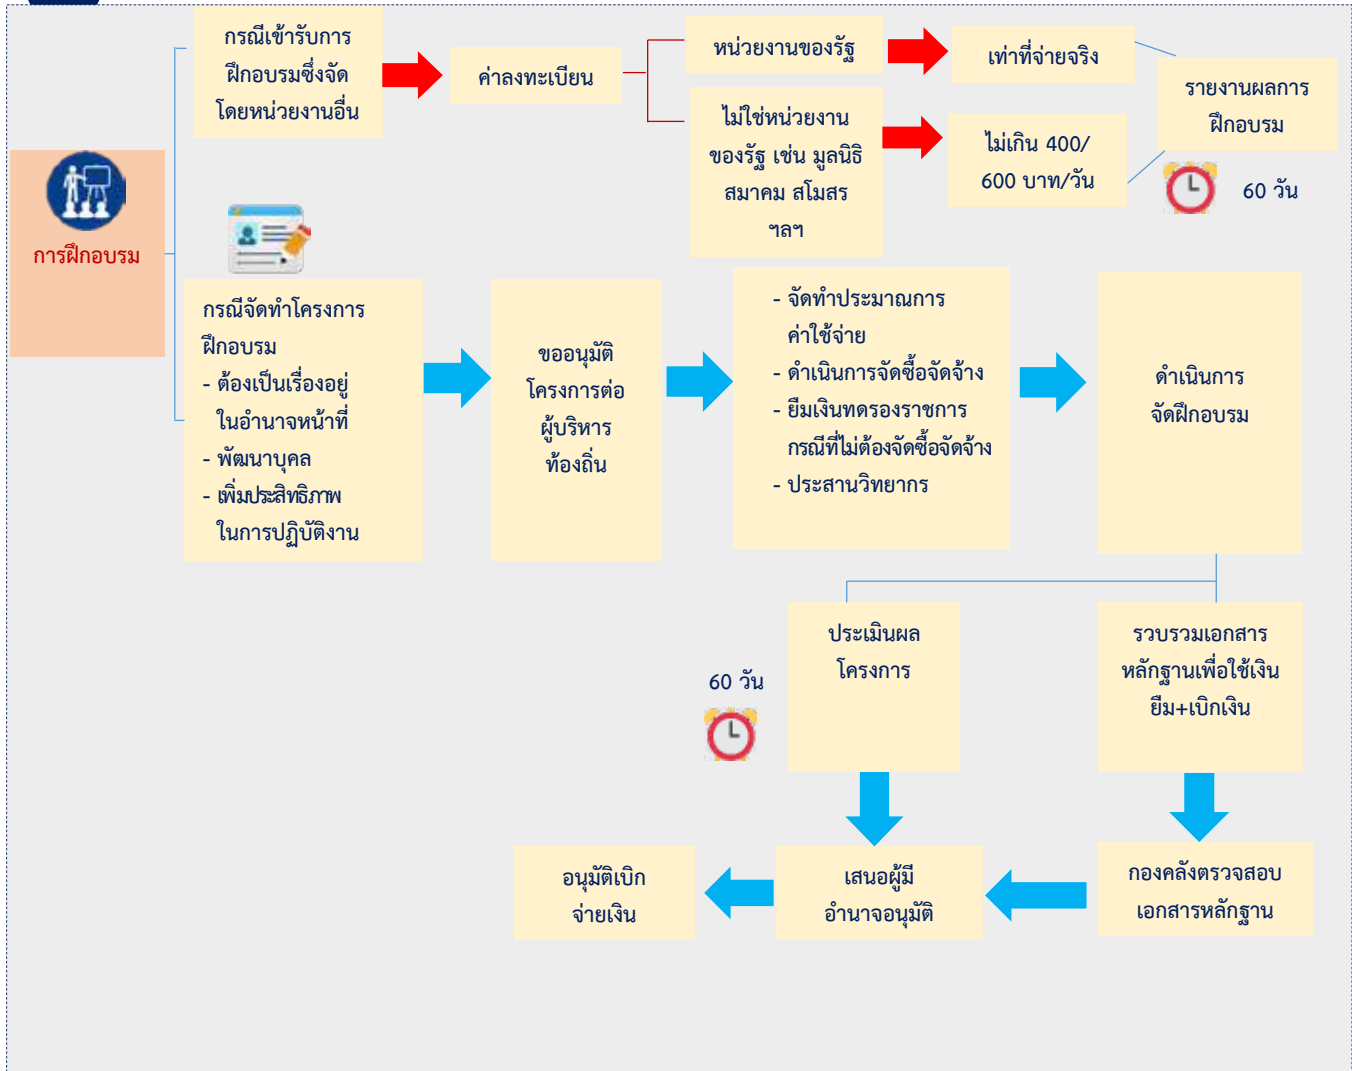 การฝึกอบรม
กรณีเข้ารับการ
ฝึกอบรมซึ่งจัด
โดยหน่วยงานอื่น
ค่าลงทะเบียน
หน่วยงานของรัฐ
เท่าที่จ่ายจริง
ไม่ใช่หน่วยงาน
ของรัฐ เช่น มูลนิธิ
สมาคม สโมสร
ฯลฯ
ไม่เกิน 400/
600 บาท/วัน
รายงานผลการ
ฝึกอบรม
60 วัน
กรณีจัดทำโครงการ
ฝึกอบรม
- ต้องเป็นเรื่องอยู่
ในอำนาจหน้าที่
- พัฒนาบุคล
- เพิ่มประสิทธิภาพ
ในการปฏิบัติงาน
ขออนุมัติ
โครงการต่อ
ผู้บริหาร
ท้องถิ่น
- จัดทำประมาณการ
ค่าใช้จ่าย
- ดำเนินการจัดซื้อจัดจ้าง
- ยืมเงินทดรองราชการ
กรณีที่ไม่ต้องจัดซื้อจัดจ้าง
- ประสานวิทยากร
ดำเนินการ
จัดฝึกอบรม
ประเมินผล
โครงการ
60 วัน
รวบรวมเอกสาร
หลักฐานเพื่อใช้เงิน
ยืม+เบิกเงิน
กองคลังตรวจสอบ
เอกสารหลักฐาน
เสนอผู้มี
อำนาจอนุมัติ
อนุมัติเบิก
จ่ายเงิน